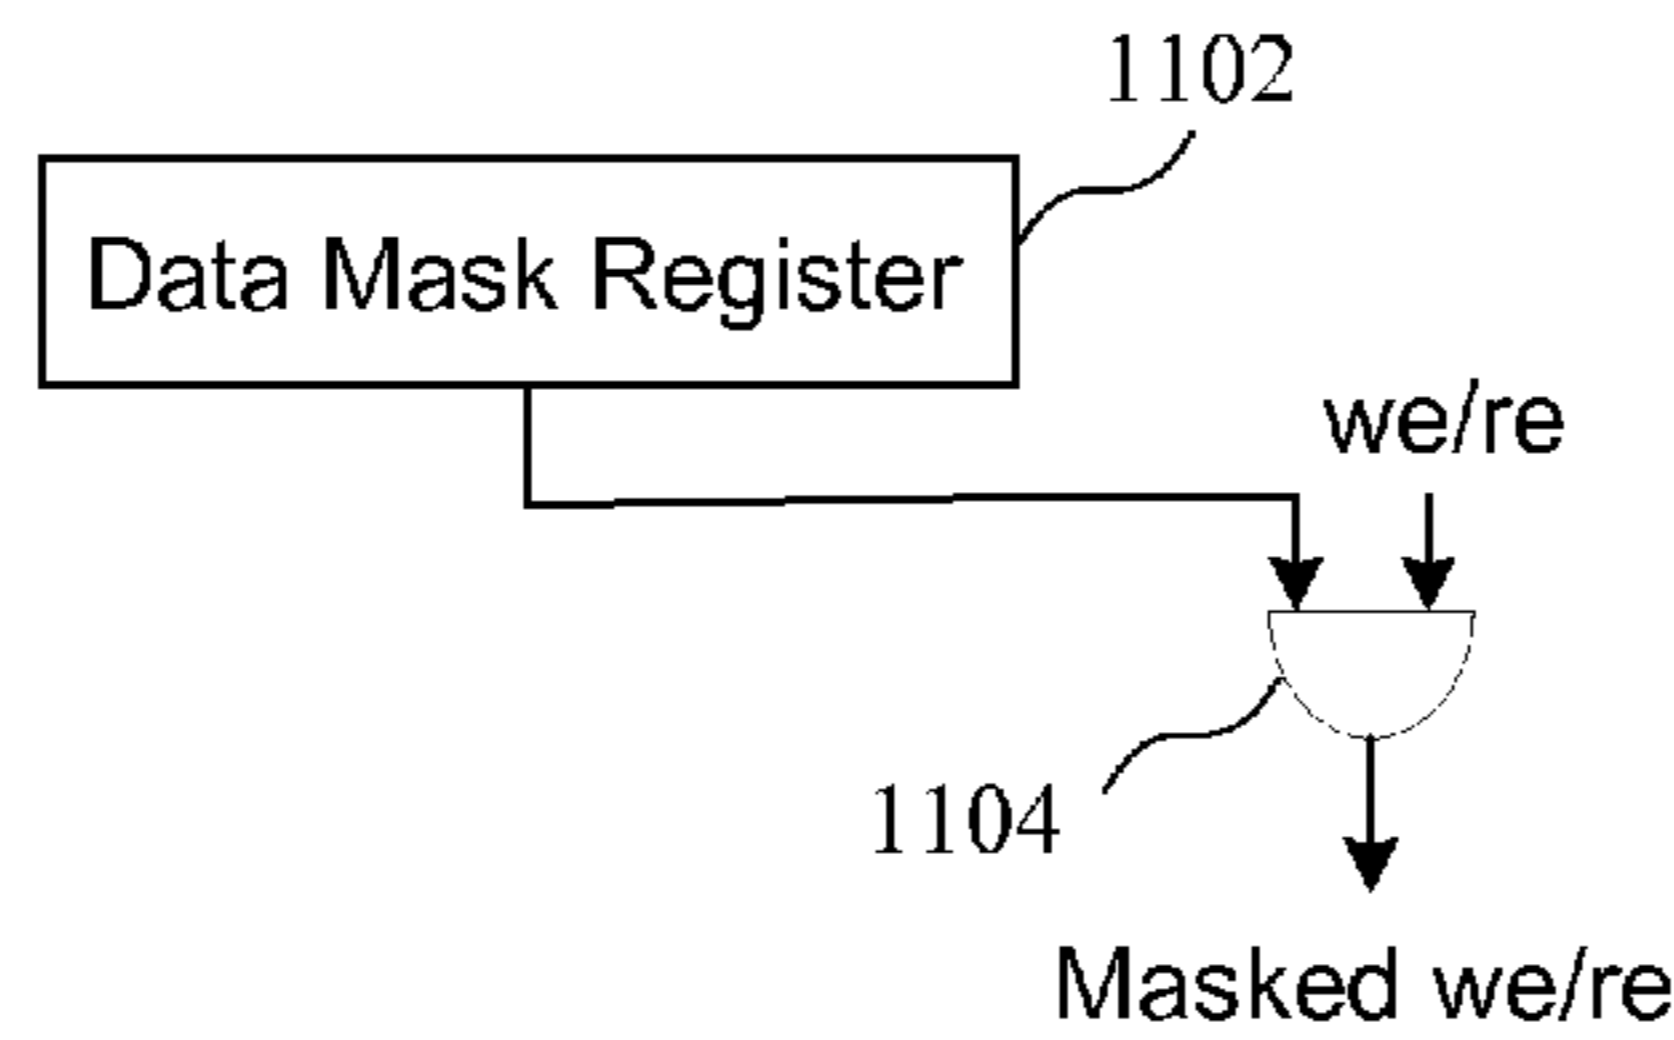 1102
Data Mask Register
we/re
1104
Masked we/re